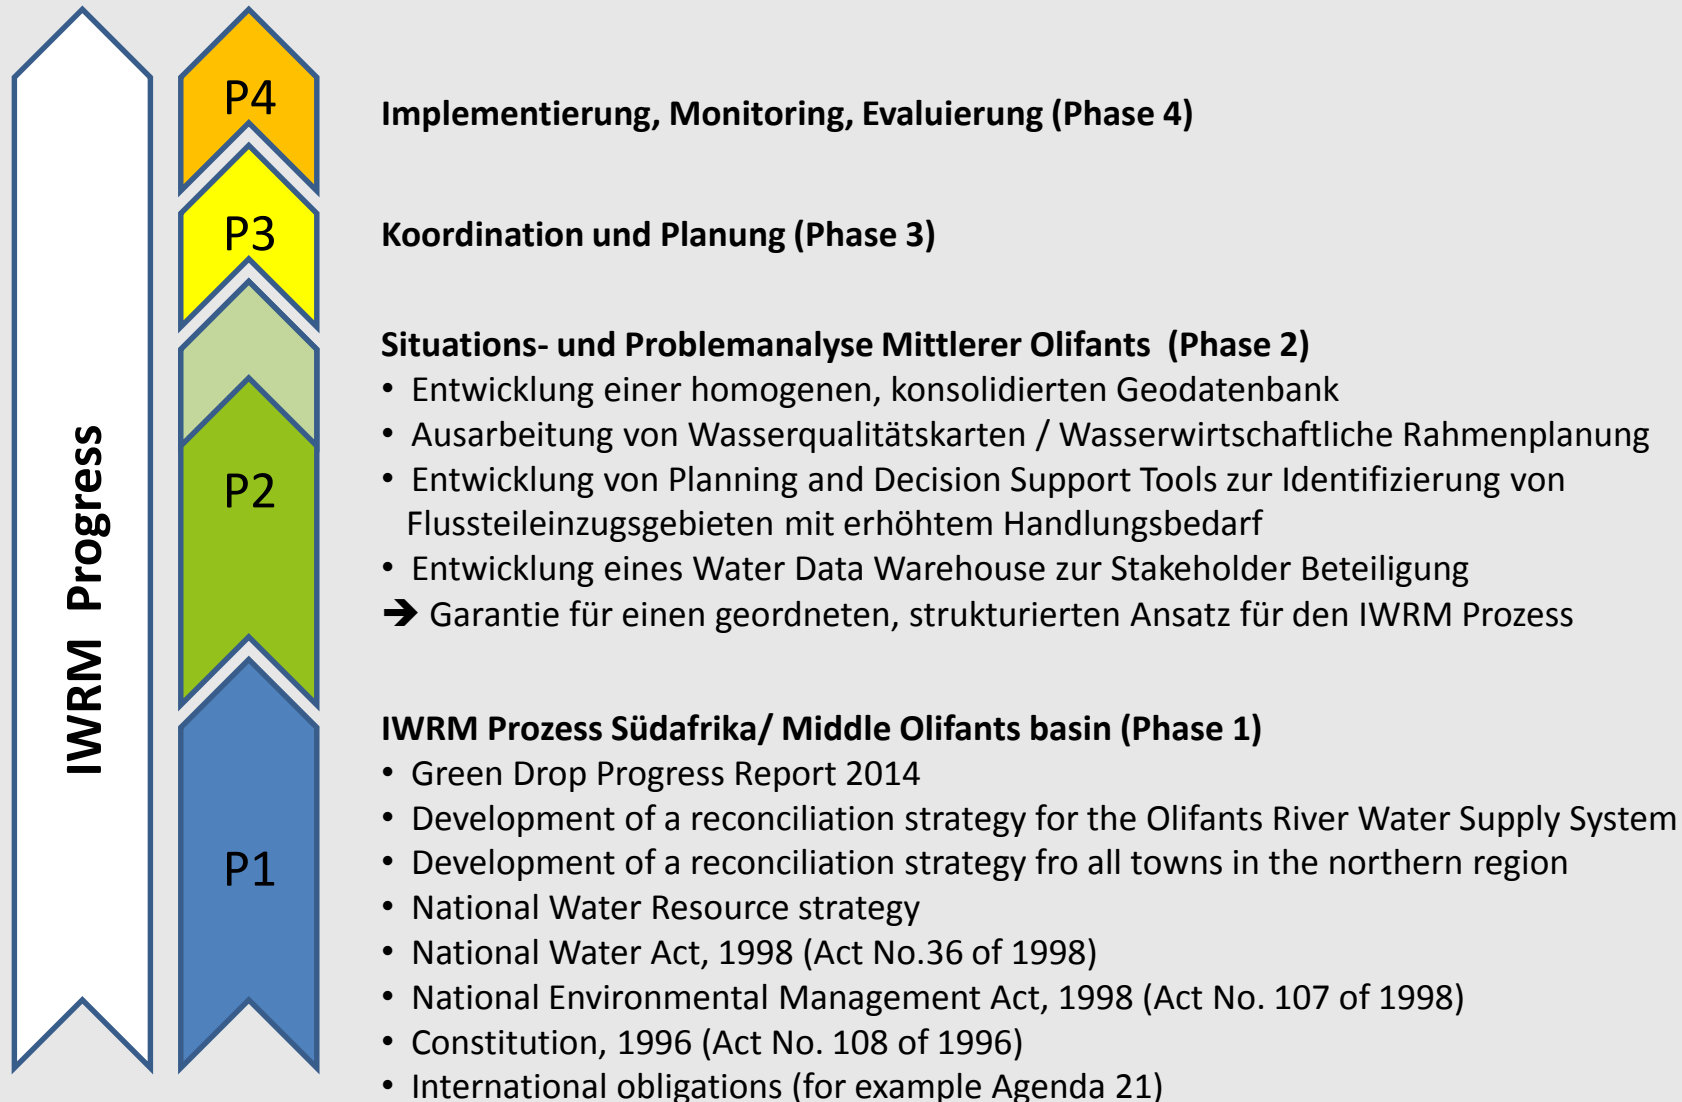 IWRM Progress
P4
Implementierung, Monitoring, Evaluierung (Phase 4)
P3
Koordination und Planung (Phase 3)
P2
Situations- und Problemanalyse Mittlerer Olifants (Phase 2)
• Entwicklung einer homogenen, konsolidierten Geodatenbank
• Ausarbeitung von Wasserqualitätskarten / Wasserwirtschaftliche Rahmenplanung
• Entwicklung von Planning and Decision Support Tools zur Identifizierung von
Flussteileinzugsgebieten mit erhöhtem Handlungsbedarf
• Entwicklung eines Water Data Warehouse zur Stakeholder Beteiligung
➔ Garantie für einen geordneten, strukturierten Ansatz für den IWRM Prozess
P1
IWRM Prozess Südafrika/ Middle Olifants basin (Phase 1)
• Green Drop Progress Report 2014
• Development of a reconciliation strategy for the Olifants River Water Supply System
• Development of a reconciliation strategy fro all towns in the northern region
• National Water Resource strategy
• National Water Act, 1998 (Act No.36 of 1998)
• National Environmental Management Act, 1998 (Act No. 107 of 1998)
• Constitution, 1996 (Act No. 108 of 1996)
• International obligations (for example Agenda 21)